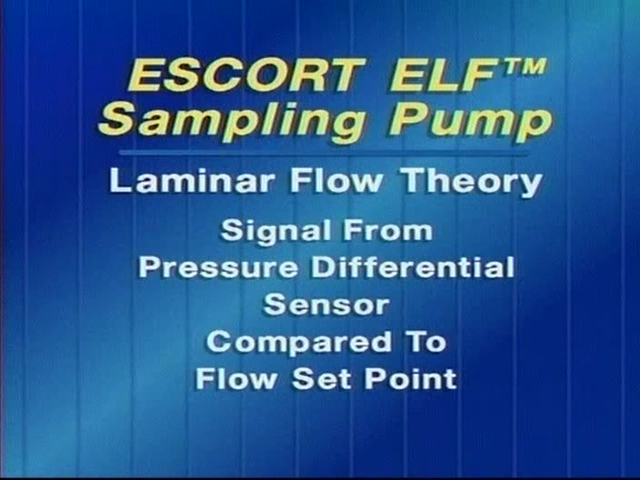 ESCORT ELF™
Sampling Pump
Laminar Flow Theory
Signal From
Pressure Differential
Sensor
Compared To
Flow Set Point